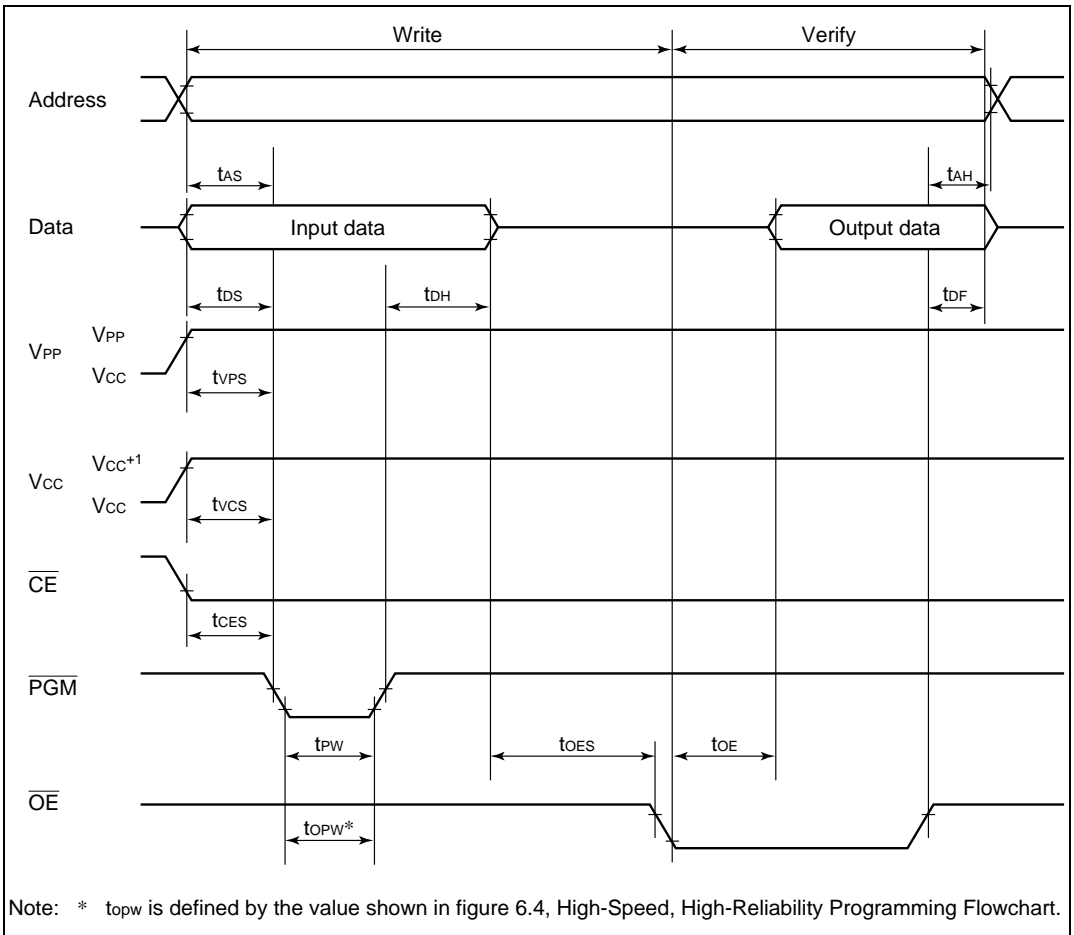 Write
Verify
Address
tAS
tAH
Data
Input data
Output data
tDS
tDH
tDF
VPP
VPP
VCC
tVPS
VCC
VCC+1
VCC
tVCS
CE
tCES
PGM
tPW
tOES
tOE
OE
tOPW*
Note: * topw is defined by the value shown in figure 6.4, High-Speed, High-Reliability Programming Flowchart.